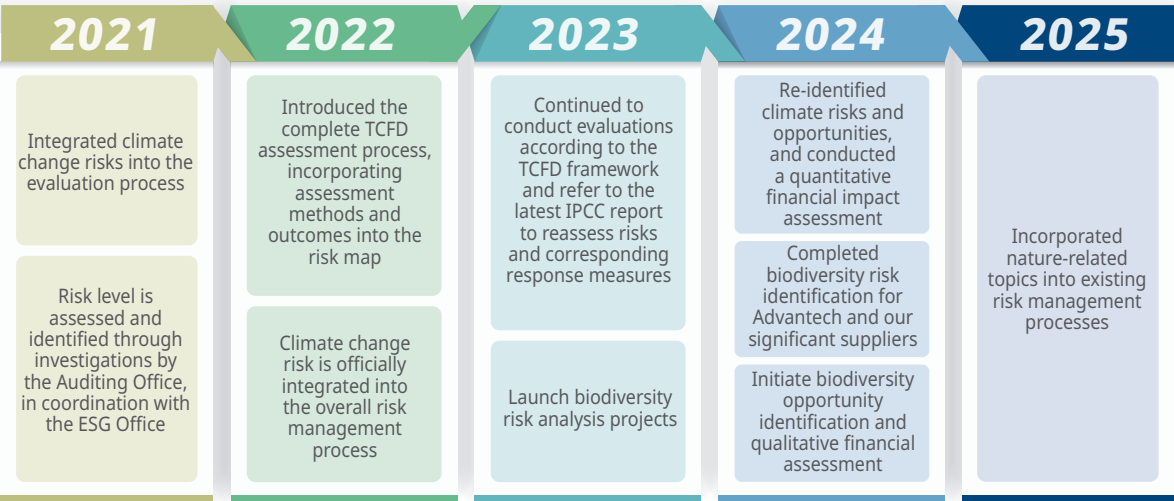 2021
2022
2023
2024
2025
Integrated climate
change risks into the
evaluation process
Risk level is
assessed and
identified through
investigations by
the Auditing Office,
in coordination with
the ESG Office
Introduced the
complete TCFD
assessment process,
incorporating
assessment
methods and
outcomes into the
risk map
Climate change
risk is officially
integrated into
the overall risk
management
process
Continued to
conduct evaluations
according to the
TCFD framework
and refer to the
latest IPCC report
to reassess risks
and corresponding
response measures
Launch biodiversity
risk analysis projects
Re-identified
climate risks and
opportunities,
and conducted
a quantitative
financial impact
assessment
Completed
biodiversity risk
identification for
Advantech and our
significant suppliers
Initiate biodiversity
opportunity
identification and
qualitative financial
assessment
Incorporated
nature-related
topics into existing
risk management
processes